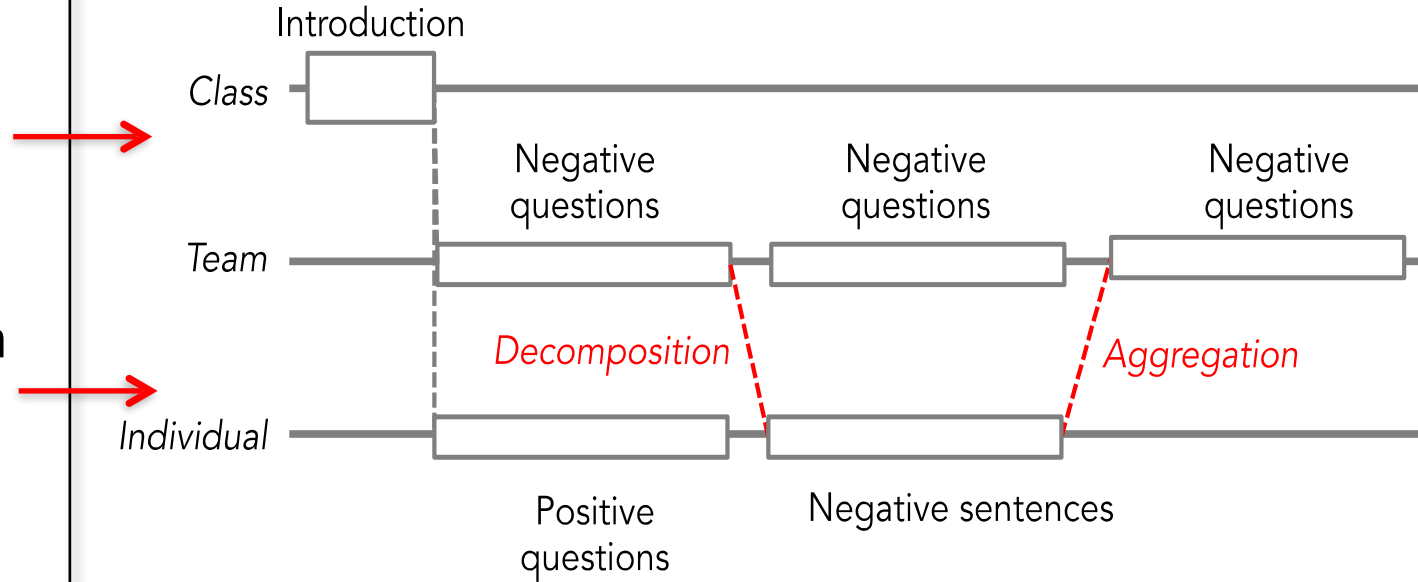 Introduction
Class
Negative
questions
Negative
questions
Negative
questions
Team
Decomposition
Aggregation
Individual
Positive
questions
Negative sentences